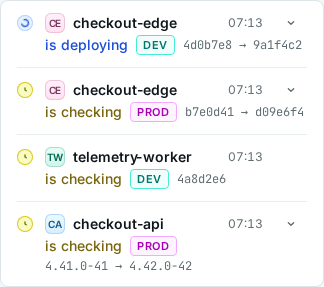 CE checkout-edge 07:13
is deploying DEV 4d0b7e8 → 9a1f4c2
CE checkout-edge 07:13
is checking PROD b7e0d41 → d09e6f4
TW telemetry-worker 07:13
is checking DEV 4a8d2e6
CA checkout-api 07:13
is checking PROD
4.41.0-41 → 4.42.0-42